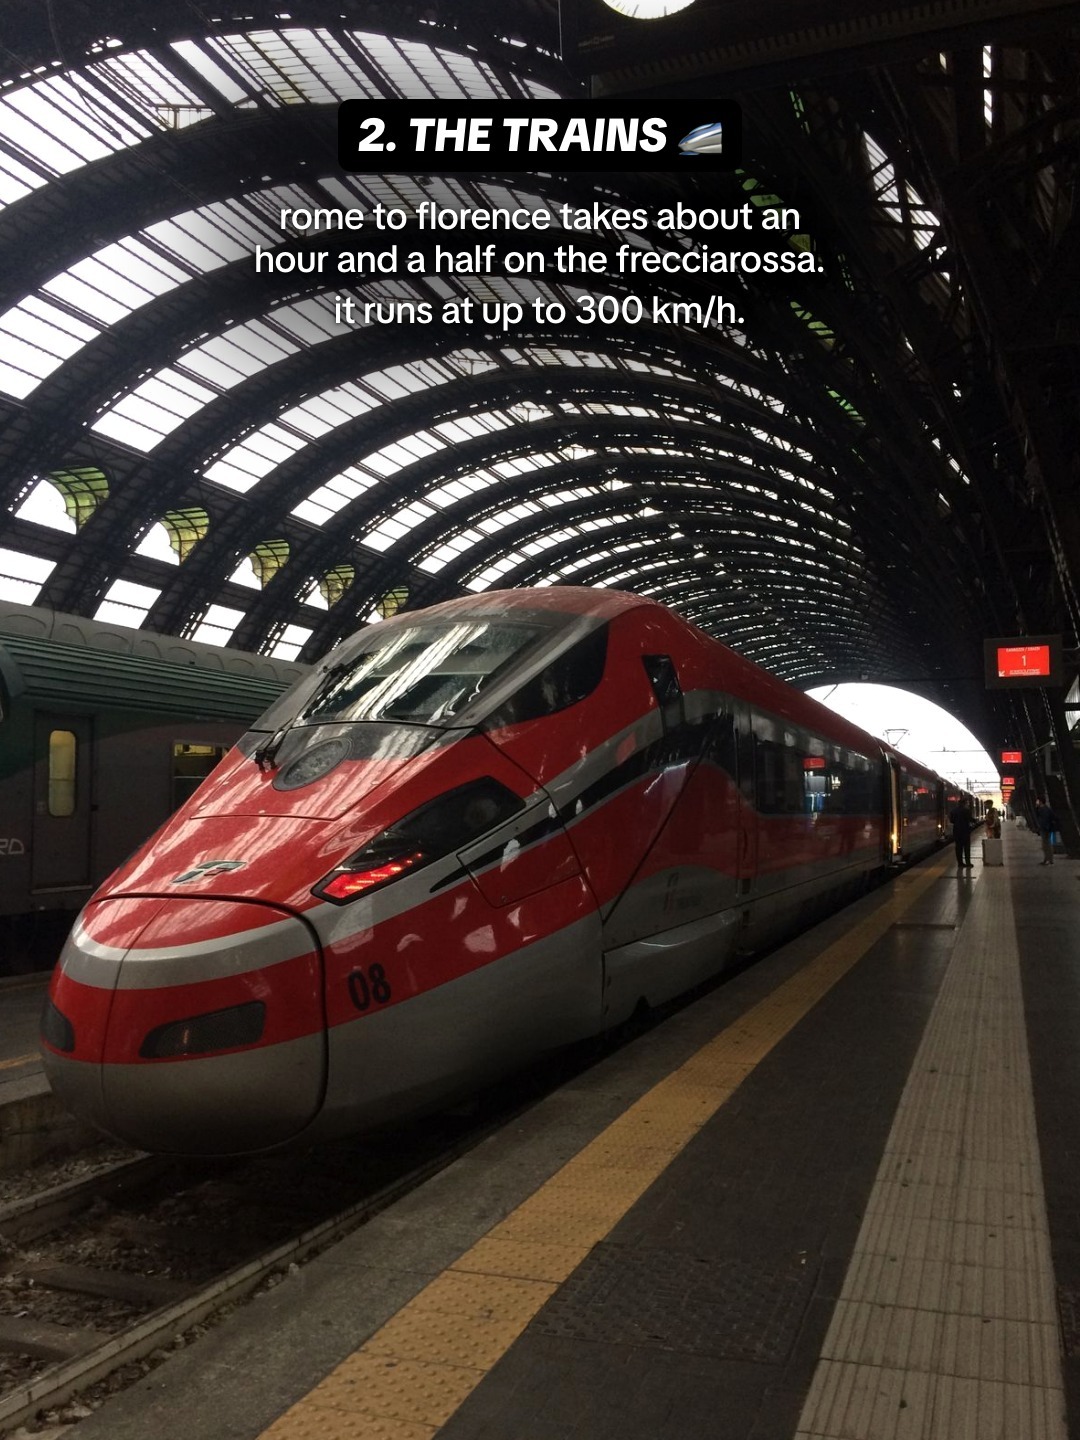 2. THE TRAINS 🚄
rome to florence takes about an
hour and a half on the frecciarossa.
it runs at up to 300 km/h.
1
08